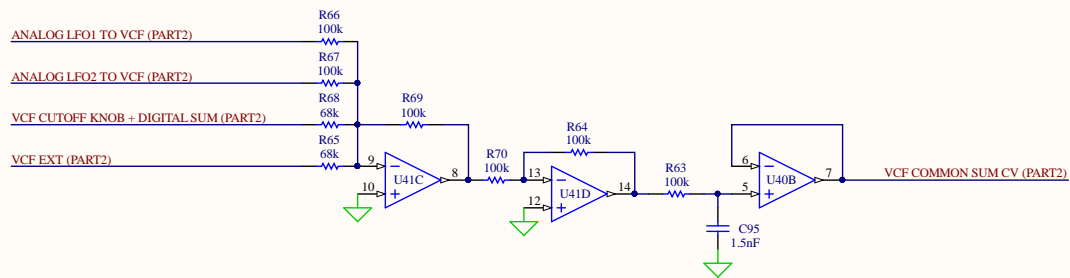 R66
100k
ANALOG LFO1 TO VCF (PART2)
R67
100k
ANALOG LFO2 TO VCF (PART2)
R68
68k
R69
100k
VCF CUTOFF KNOB + DIGITAL SUM (PART2)
R65
68k
R64
100k
VCF EXT (PART2)
9
8
10
U41C
R70
100k
13
14
12
U41D
R63
100k
6
7
5
U40B
VCF COMMON SUM CV (PART2)
C95
1.5nF